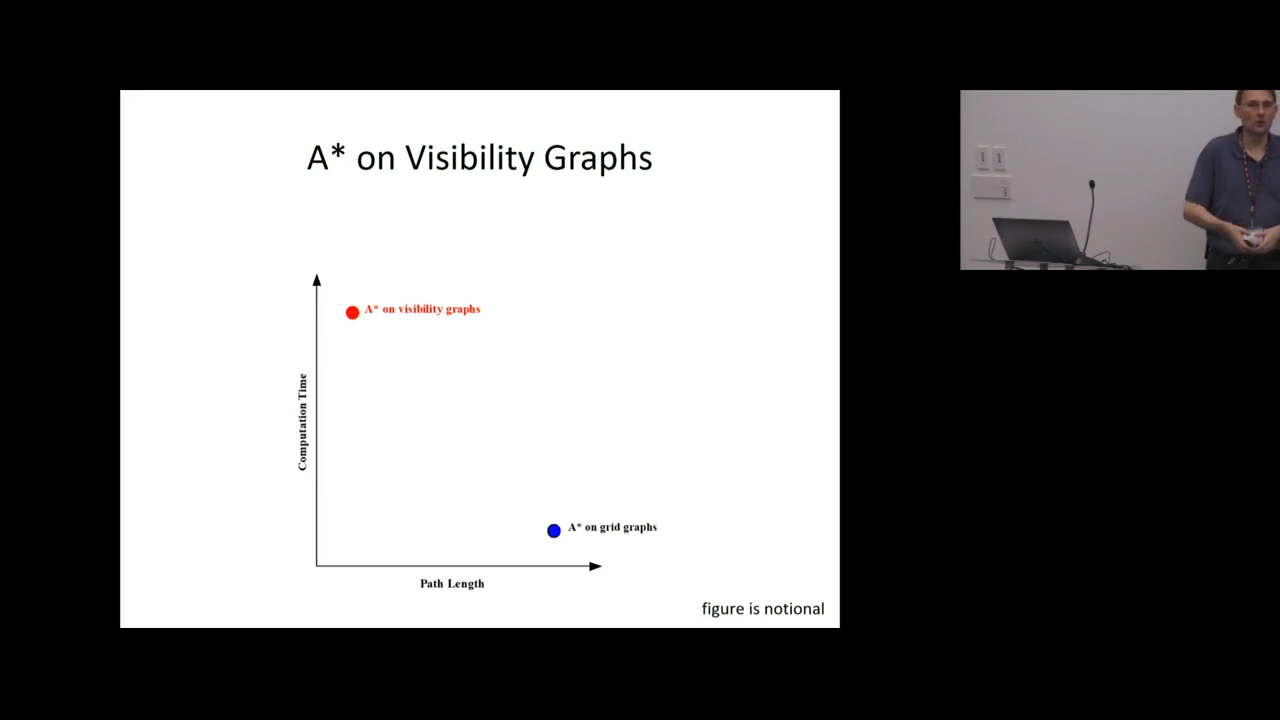 A* on Visibility Graphs
A* on visibility graphs
Computation Time
A* on grid graphs
Path Length
figure is notional